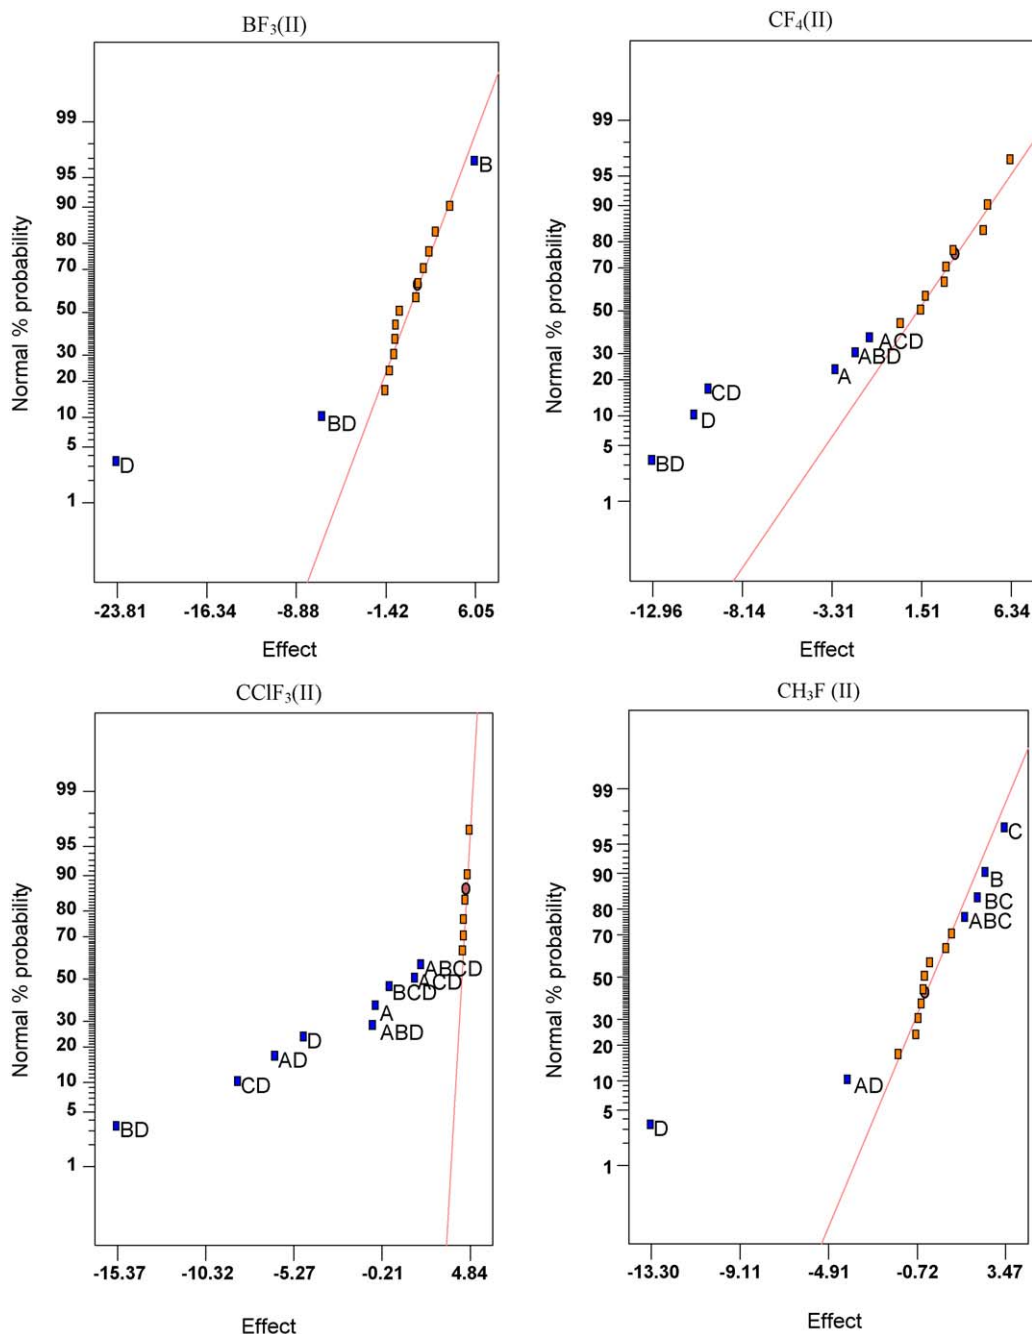 BF₃(II)
99
95
90
80
70
50
30
20
10
5
1
Normal % probability
B
BD
D
-23.81 -16.34 -8.88 -1.42 6.05
Effect
CF₄(II)
99
95
90
80
70
50
30
20
10
5
1
Normal % probability
ACD
ABD
A
CD
D
BD
-12.96 -8.14 -3.31 1.51 6.34
Effect
CClF₃(II)
99
95
90
80
70
50
30
20
10
5
1
Normal % probability
ABCD
ACD
BCD
A
ABD
D
AD
CD
BD
-15.37 -10.32 -5.27 -0.21 4.84
Effect
CH₃F (II)
99
95
90
80
70
50
30
20
10
5
1
Normal % probability
C
B
BC
ABC
AD
D
-13.30 -9.11 -4.91 -0.72 3.47
Effect